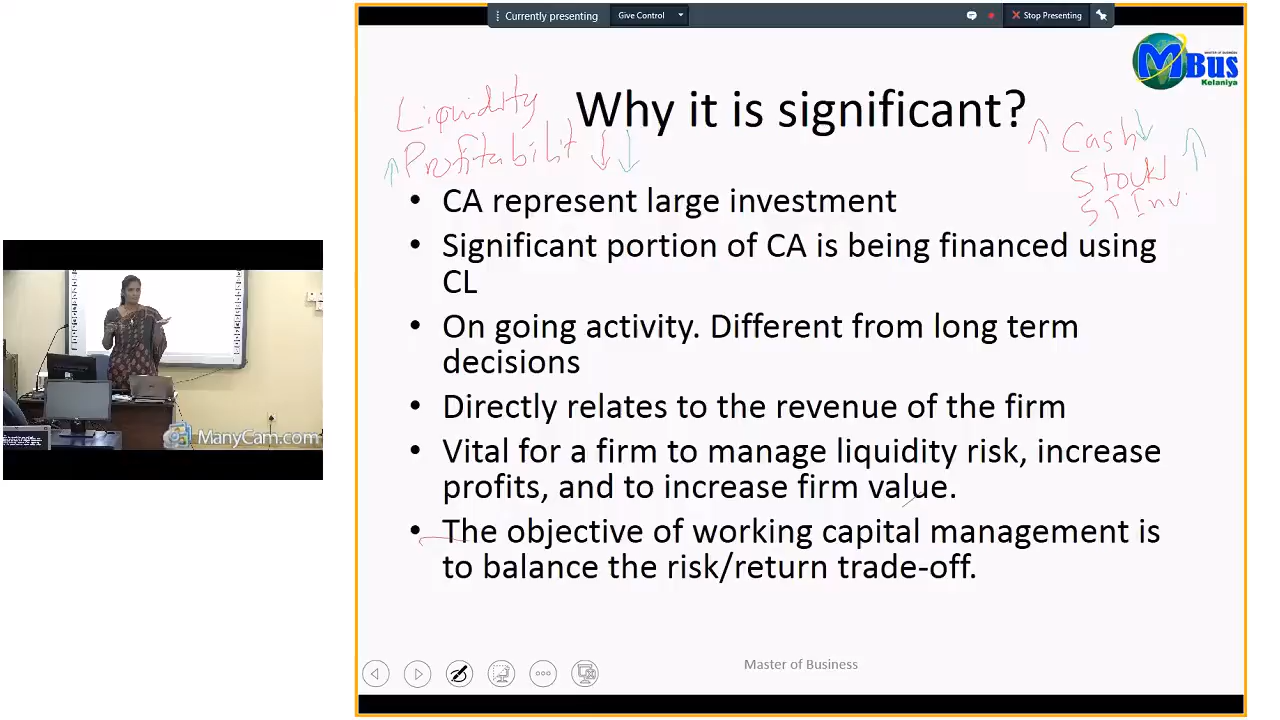 Currently presenting
Give Control
Stop Presenting
MASTER OF BUSINESS
MBus
Kelaniya
Why it is significant?
Liquidity
Profitabilit
Cash
Stock
ST Inv.
• CA represent large investment
• Significant portion of CA is being financed using
CL
• On going activity. Different from long term
decisions
• Directly relates to the revenue of the firm
• Vital for a firm to manage liquidity risk, increase
profits, and to increase firm value.
• The objective of working capital management is
to balance the risk/return trade-off.
ManyCam.com
Master of Business